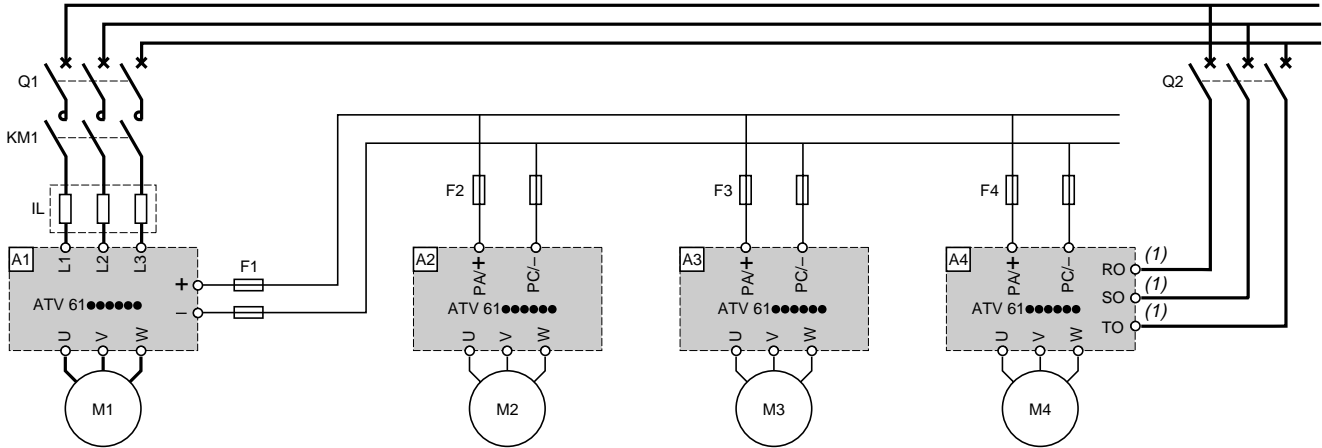 Q1
Q2
KM1
F2
F3
F4
IL
A1
L1
L2
L3
F1
A2
PA/+
PC/–
A3
PA/+
PC/–
A4
PA/+
PC/–
RO
(1)
+
ATV 61●●●●●●
ATV 61●●●●●●
ATV 61●●●●●●
ATV 61●●●●●●
SO
(1)
–
TO
(1)
U
V
W
U
V
W
U
V
W
U
V
W
M1
M2
M3
M4